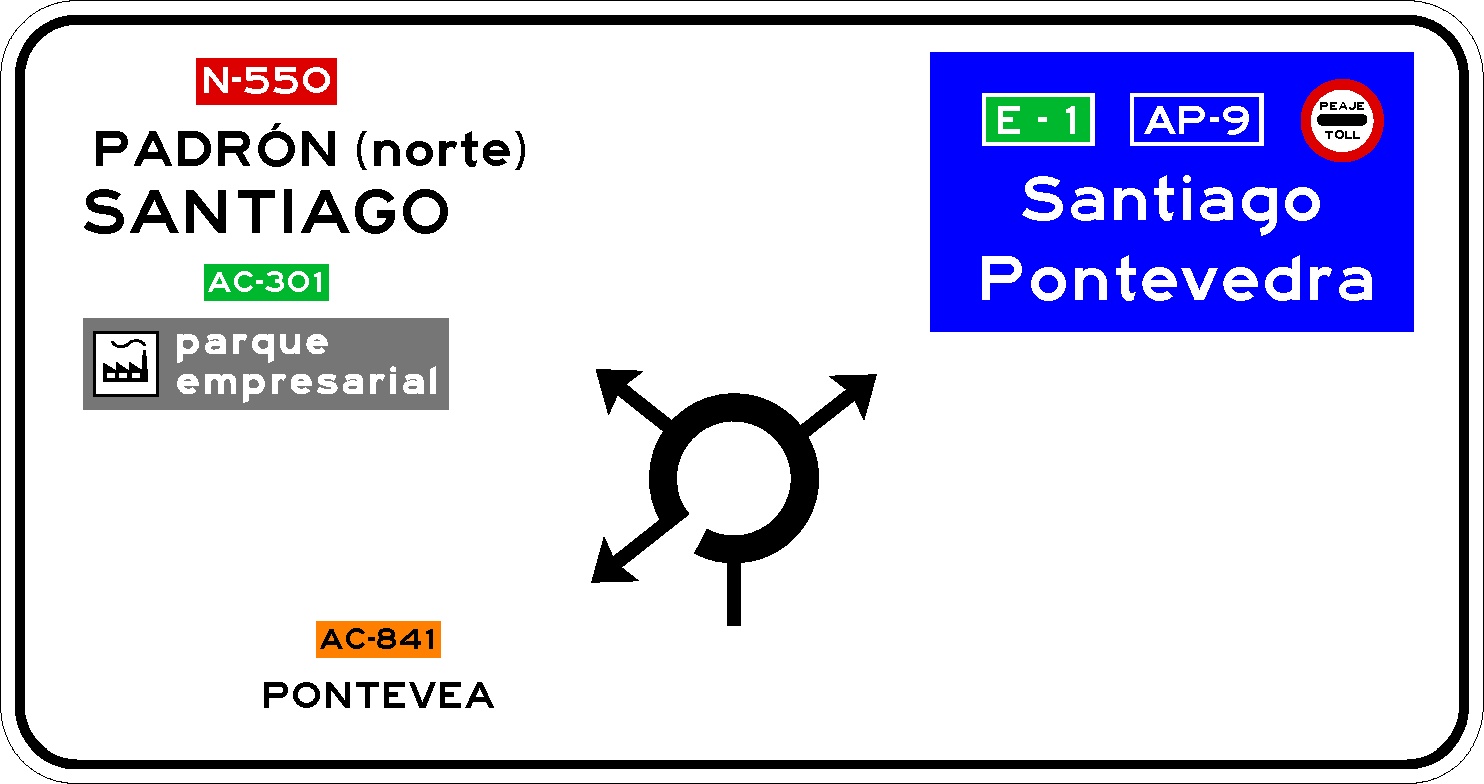 N-550
PADRÓN (norte)
SANTIAGO
AC-301
parque
empresarial
E - 1
AP-9
PEAJE
TOLL
Santiago
Pontevedra
AC-841
PONTEVEA